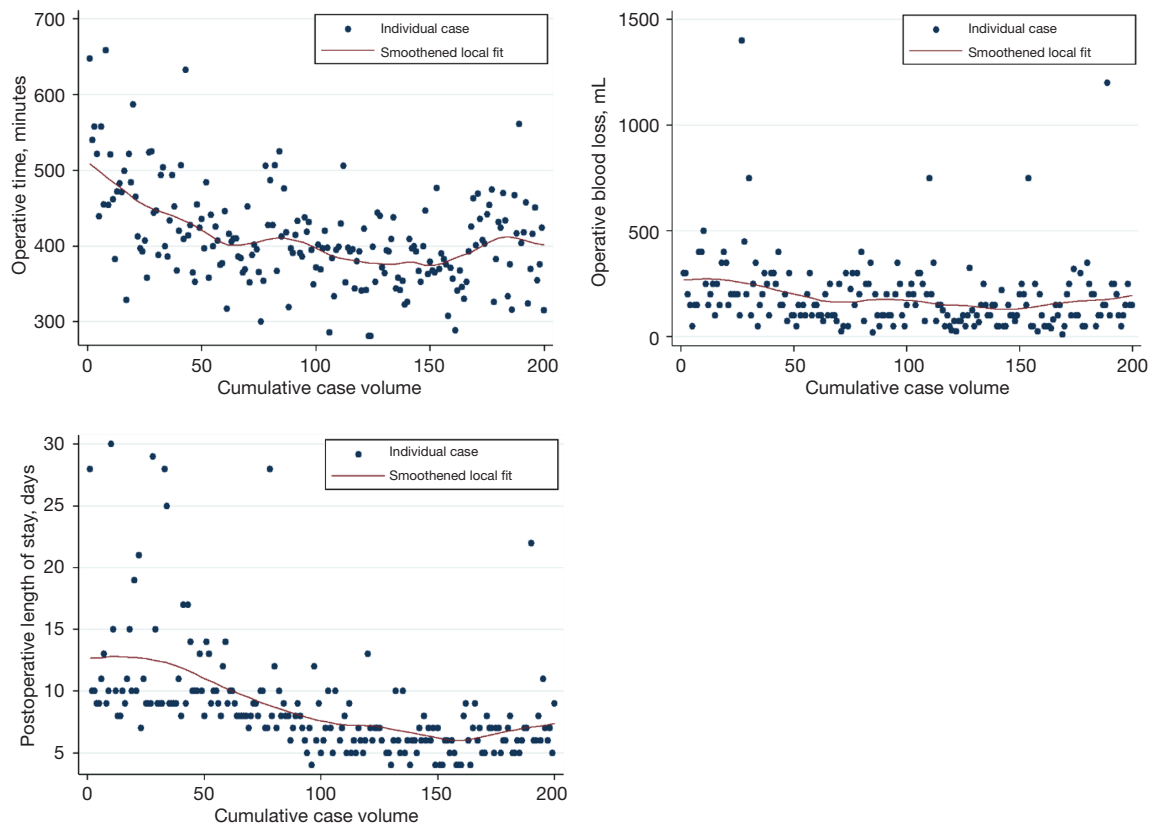 700
600
500
400
300
Operative time, minutes
Individual case
Smoothened local fit
0 50 100 150 200
Cumulative case volume
1500
1000
500
0
Operative blood loss, mL
Individual case
Smoothened local fit
0 50 100 150 200
Cumulative case volume
30
25
20
15
10
5
Postoperative length of stay, days
Individual case
Smoothened local fit
0 50 100 150 200
Cumulative case volume